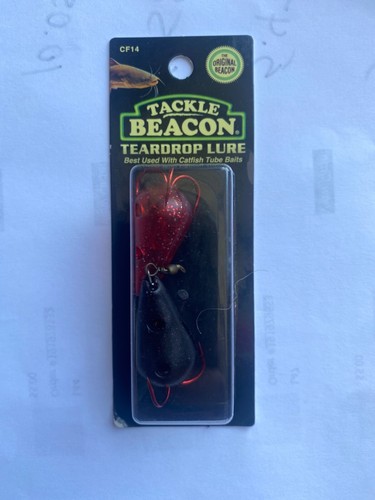 CF14
THE
ORIGINAL
BEACON
TACKLE
BEACON®
TEARDROP LURE
Best Used With Catfish Tube Baits